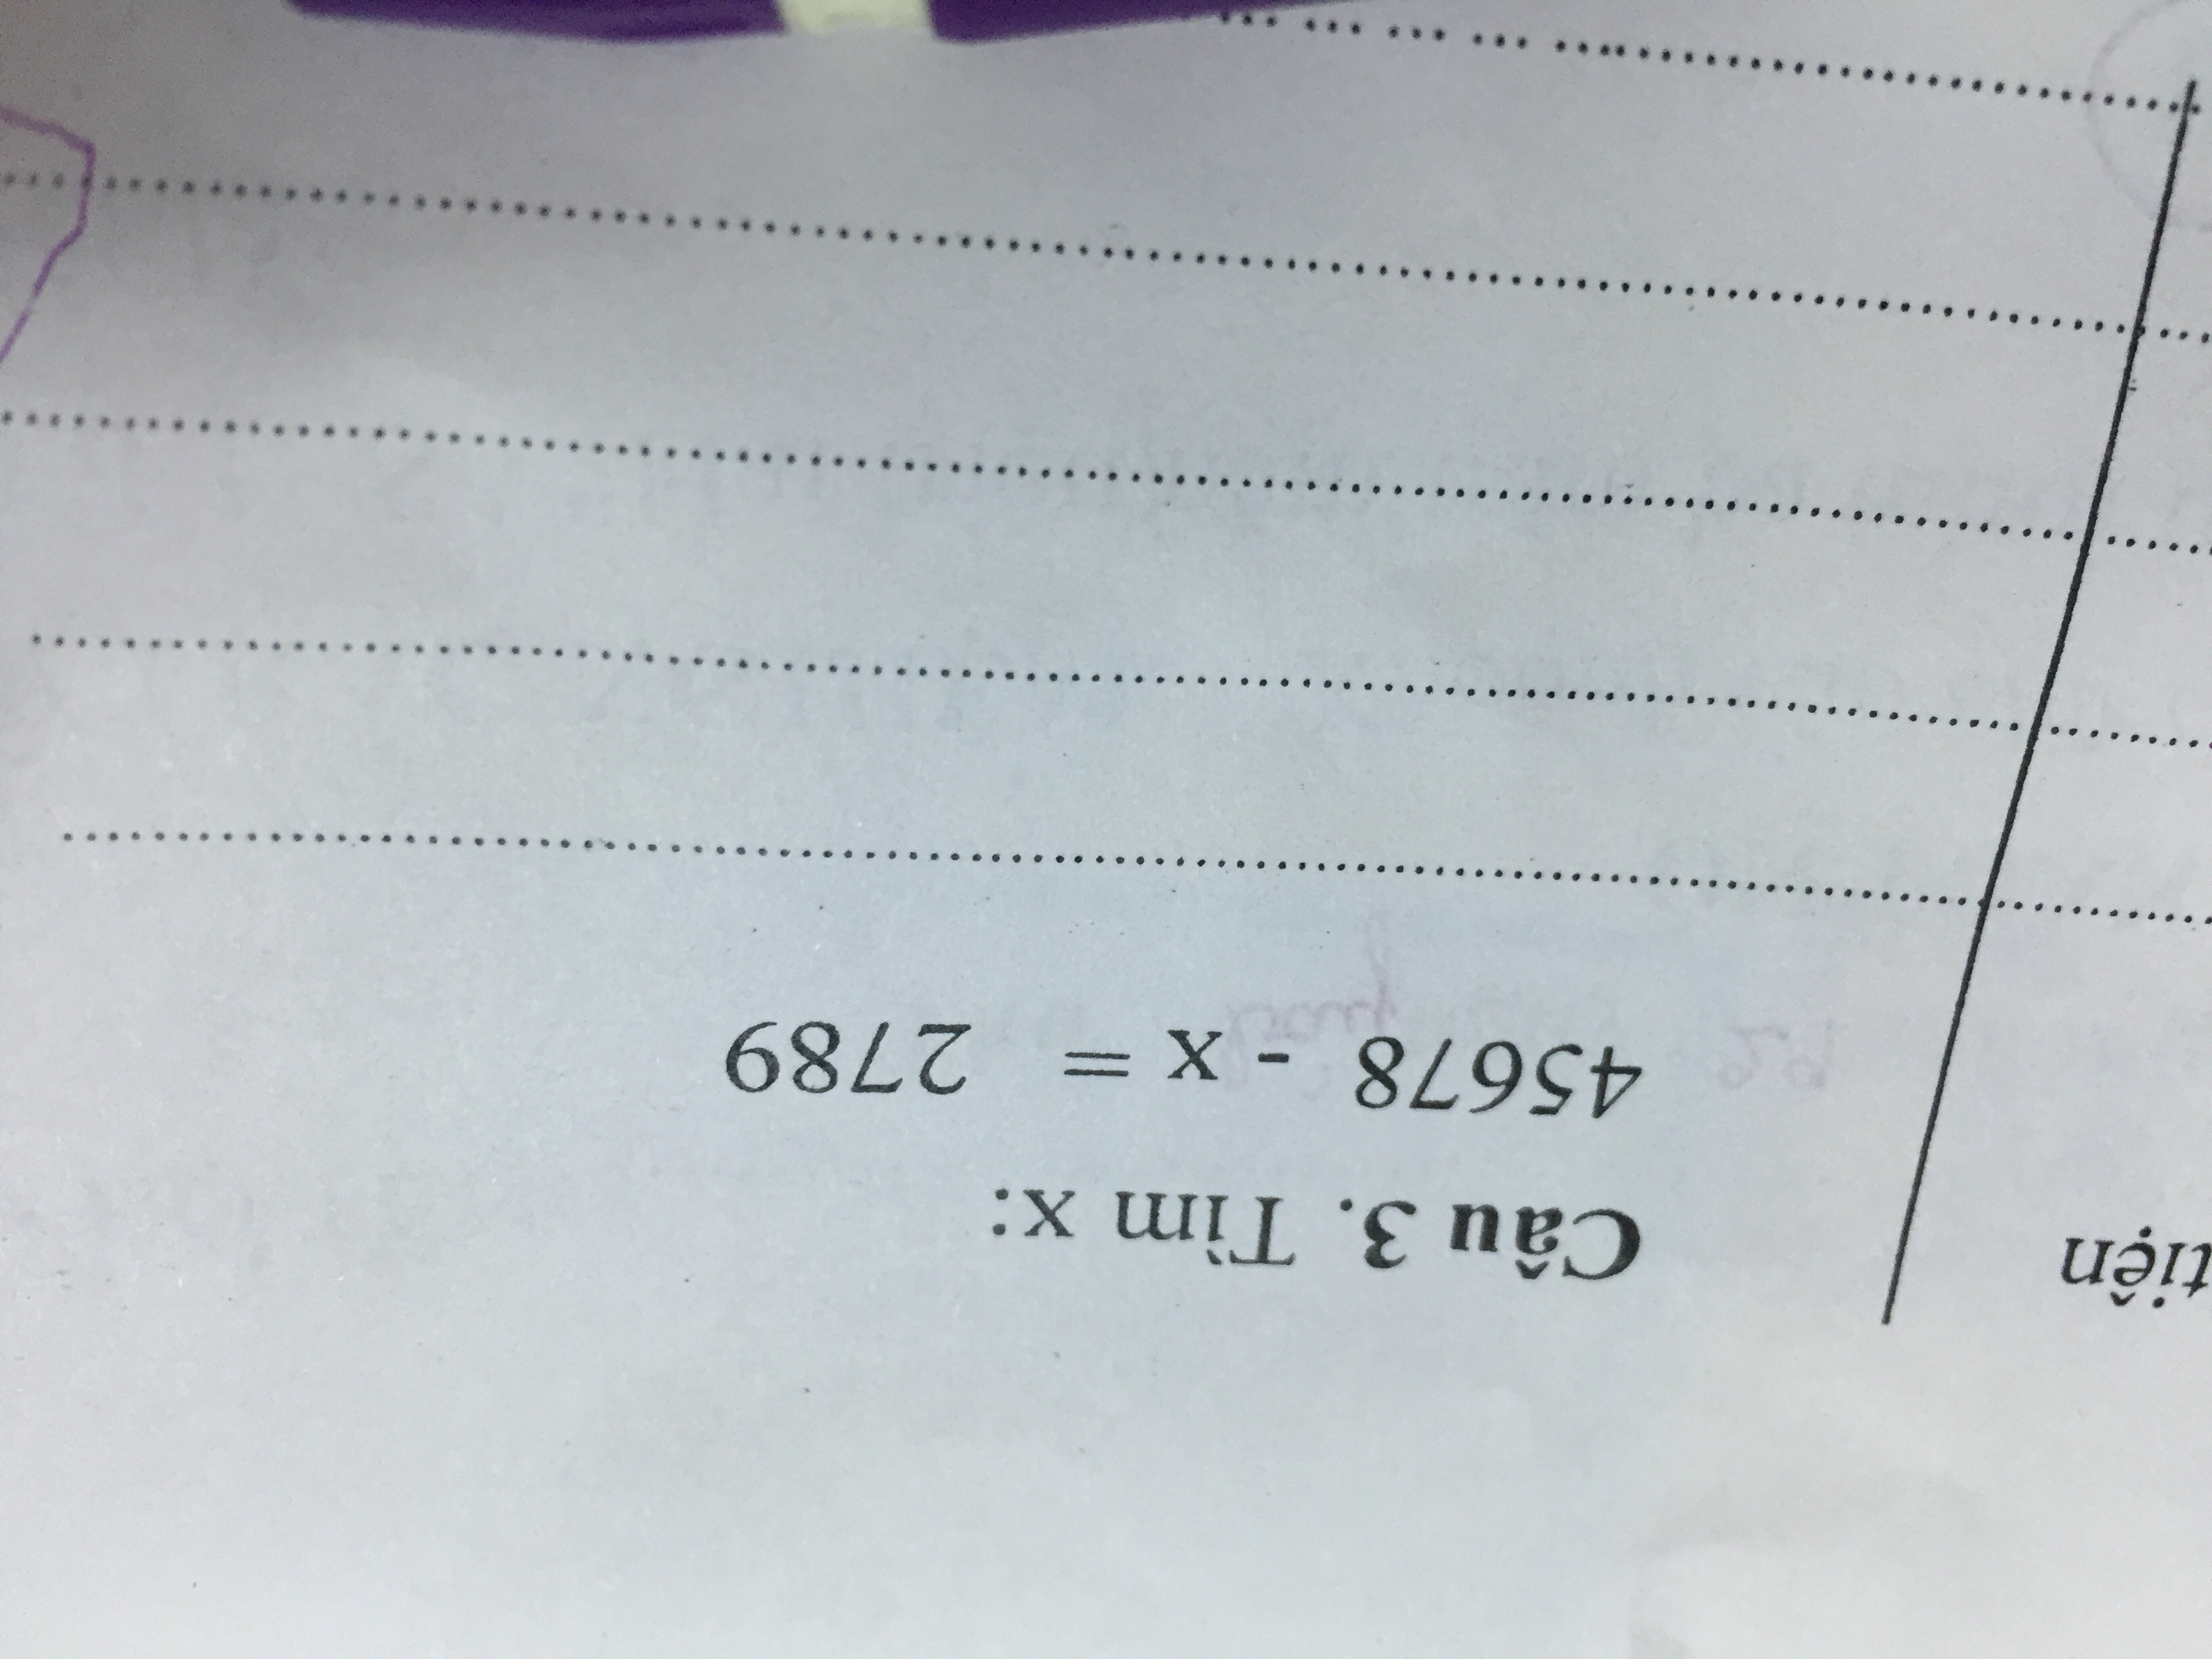 tiện
Câu 3. Tìm x:
45678 - x = 2789